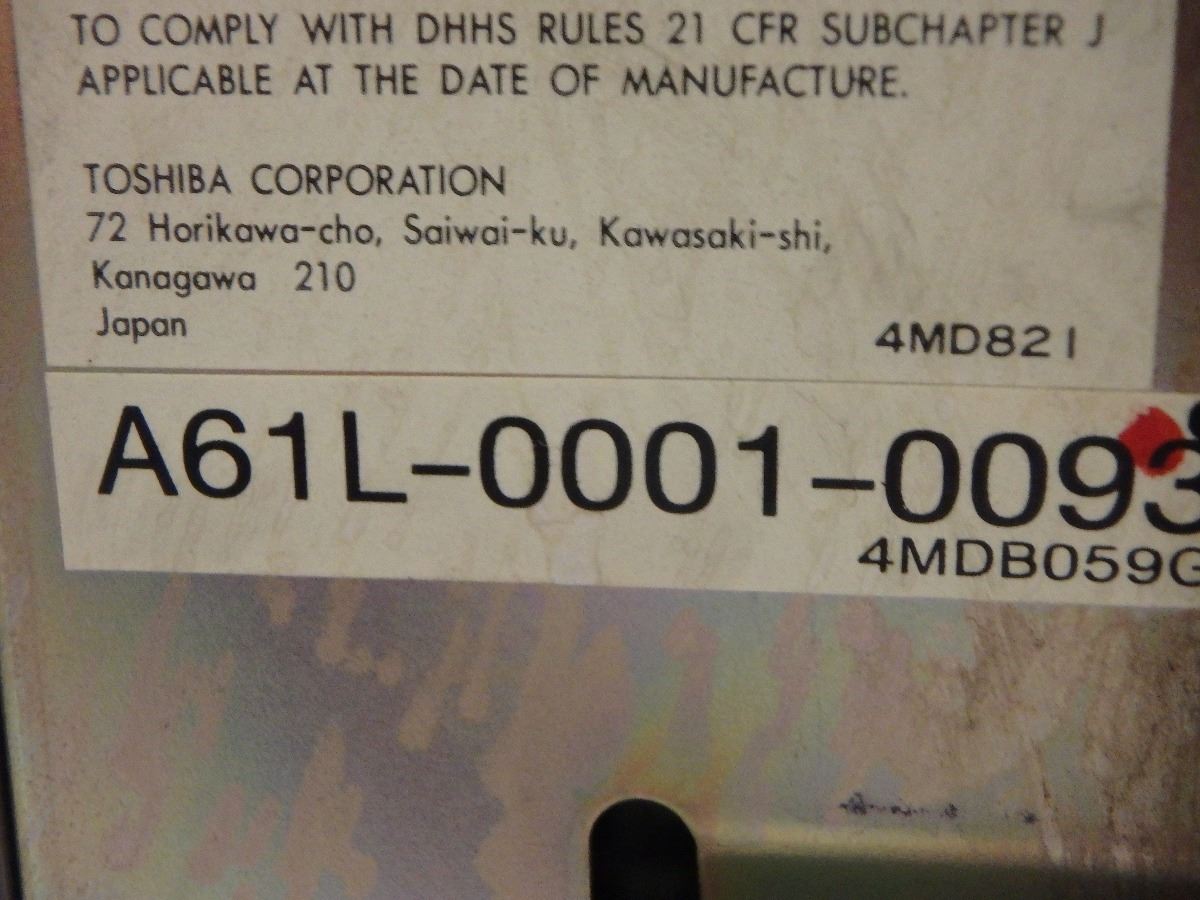 TO COMPLY WITH DHHS RULES 21 CFR SUBCHAPTER J
APPLICABLE AT THE DATE OF MANUFACTURE.
TOSHIBA CORPORATION
72 Horikawa-cho, Saiwai-ku, Kawasaki-shi,
Kanagawa 210
Japan
4MD821
A61L-0001-0093
4MDB059G